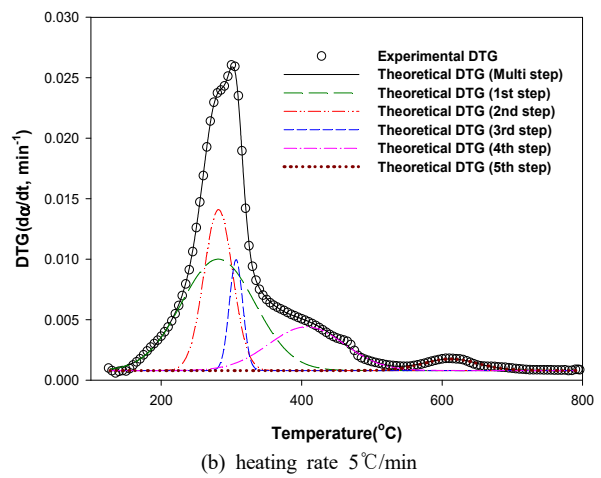 0.030
0.025
0.020
0.015
0.010
0.005
0.000
DTG(dα/dt, min-1)
Experimental DTG
Theoretical DTG (Multi step)
Theoretical DTG (1st step)
Theoretical DTG (2nd step)
Theoretical DTG (3rd step)
Theoretical DTG (4th step)
Theoretical DTG (5th step)
200 400 600 800
Temperature(oC)
(b) heating rate 5℃/min